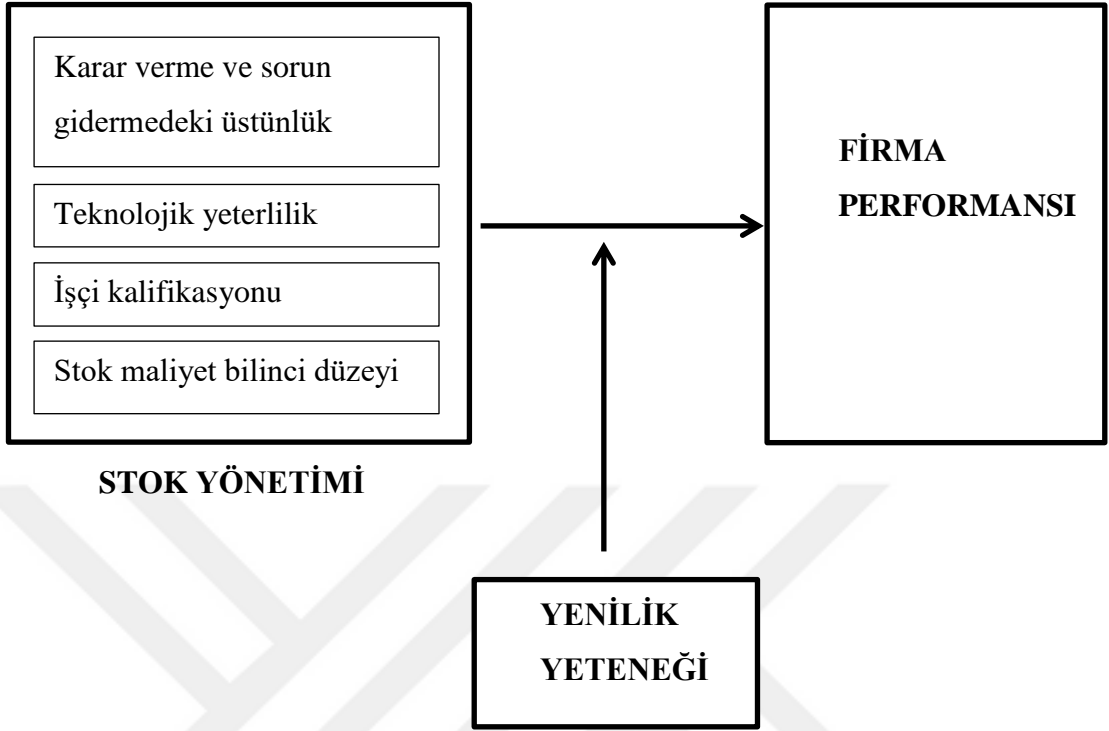 Karar verme ve sorun
gidermedeki üstünlük
Teknolojik yeterlilik
İşçi kalifikasyonu
Stok maliyet bilinci düzeyi
STOK YÖNETİMİ
FİRMA
PERFORMANSI
YENİLİK
YETENEĞİ